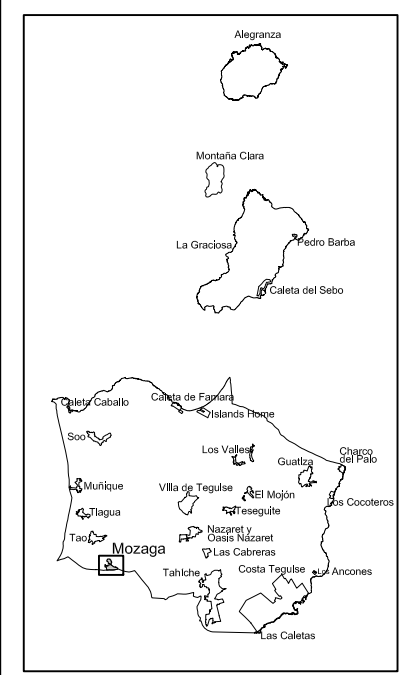 Alegranza
Montaña Clara
La Graciosa
Pedro Barba
Caleta del Sebo
Caleta Caballo
Caleta de Famara
Islands Home
Soo
Los Valles
Guatiza
Charco
del Palo
Muñique
Villa de Teguise
El Mojón
Los Cocoteros
Tiagua
Teseguite
Tao
Nazaret y
Oasis Nazaret
Mozaga
Las Cabreras
Tahíche
Costa Teguise
Los Ancones
Las Caletas